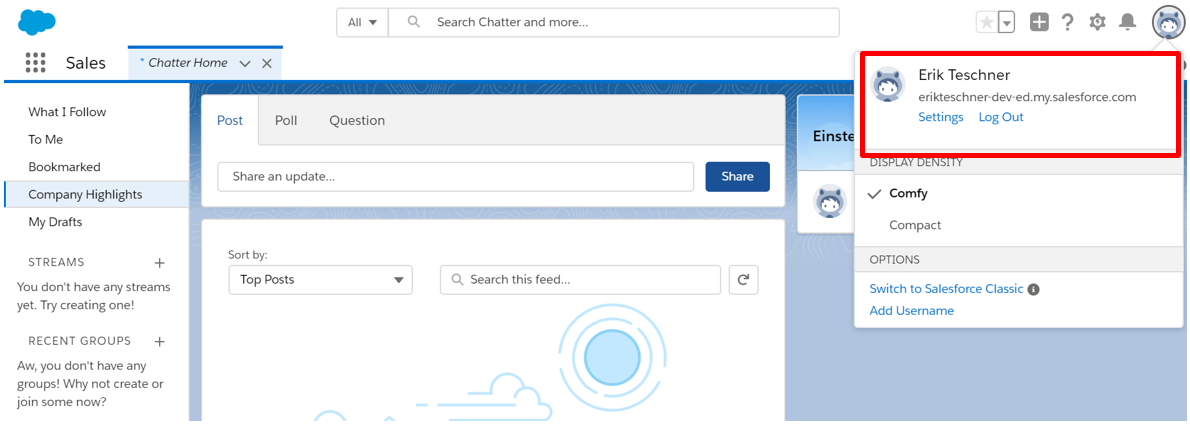 All
Search Chatter and more...
Sales
* Chatter Home
What I Follow
To Me
Bookmarked
Company Highlights
My Drafts
STREAMS
You don't have any streams
yet. Try creating one!
RECENT GROUPS
Aw, you don't have any
groups! Why not create or
join some now?
Post
Poll
Question
Share an update...
Share
Sort by:
Top Posts
Search this feed...
Einste
Erik Teschner
erikteschner-dev-ed.my.salesforce.com
Settings
Log Out
DISPLAY DENSITY
Comfy
Compact
OPTIONS
Switch to Salesforce Classic
Add Username